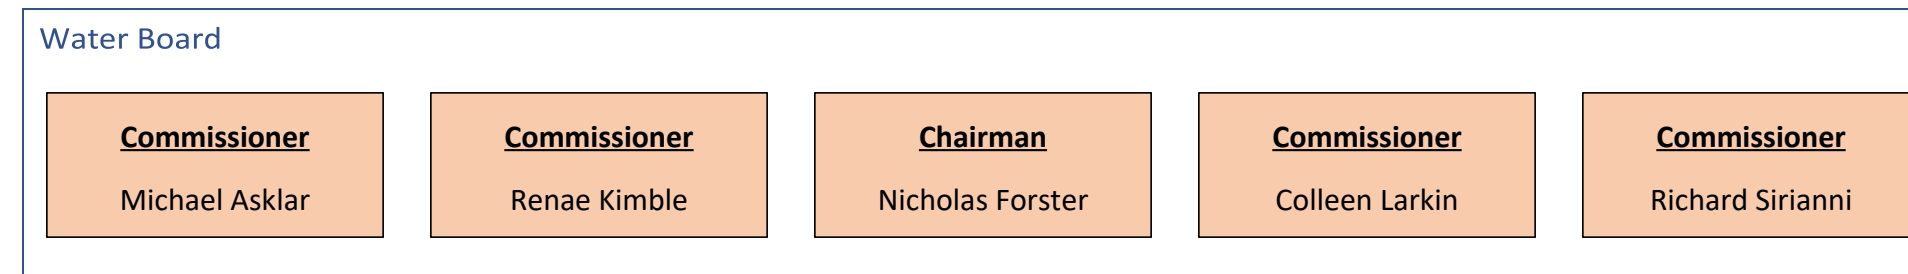 Water Board
Commissioner
Michael Asklar
Commissioner
Renae Kimble
Chairman
Nicholas Forster
Commissioner
Colleen Larkin
Commissioner
Richard Sirianni